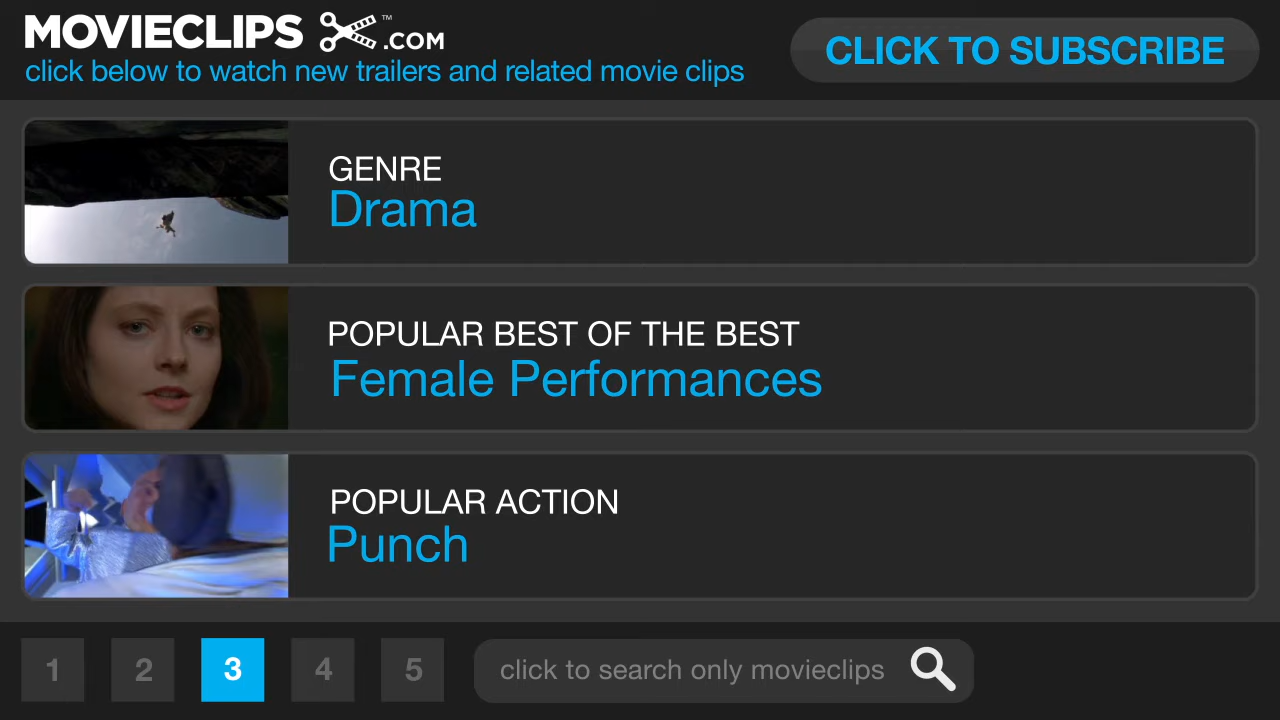 MOVIECLIPS ™ .COM
CLICK TO SUBSCRIBE
click below to watch new trailers and related movie clips
GENRE
Drama
POPULAR BEST OF THE BEST
Female Performances
POPULAR ACTION
Punch
1 2 3 4 5
click to search only movieclips